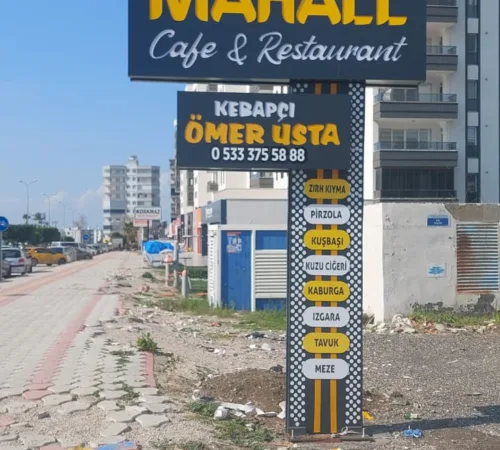 MAHALL
Cafe & Restaurant
KEBAPÇI
ÖMER USTA
0 533 375 58 88
ZIRH KIYMA
PİRZOLA
KUŞBAŞI
KUZU CİĞERİ
KABURGA
IZGARA
TAVUK
MEZE
KORKMAZ